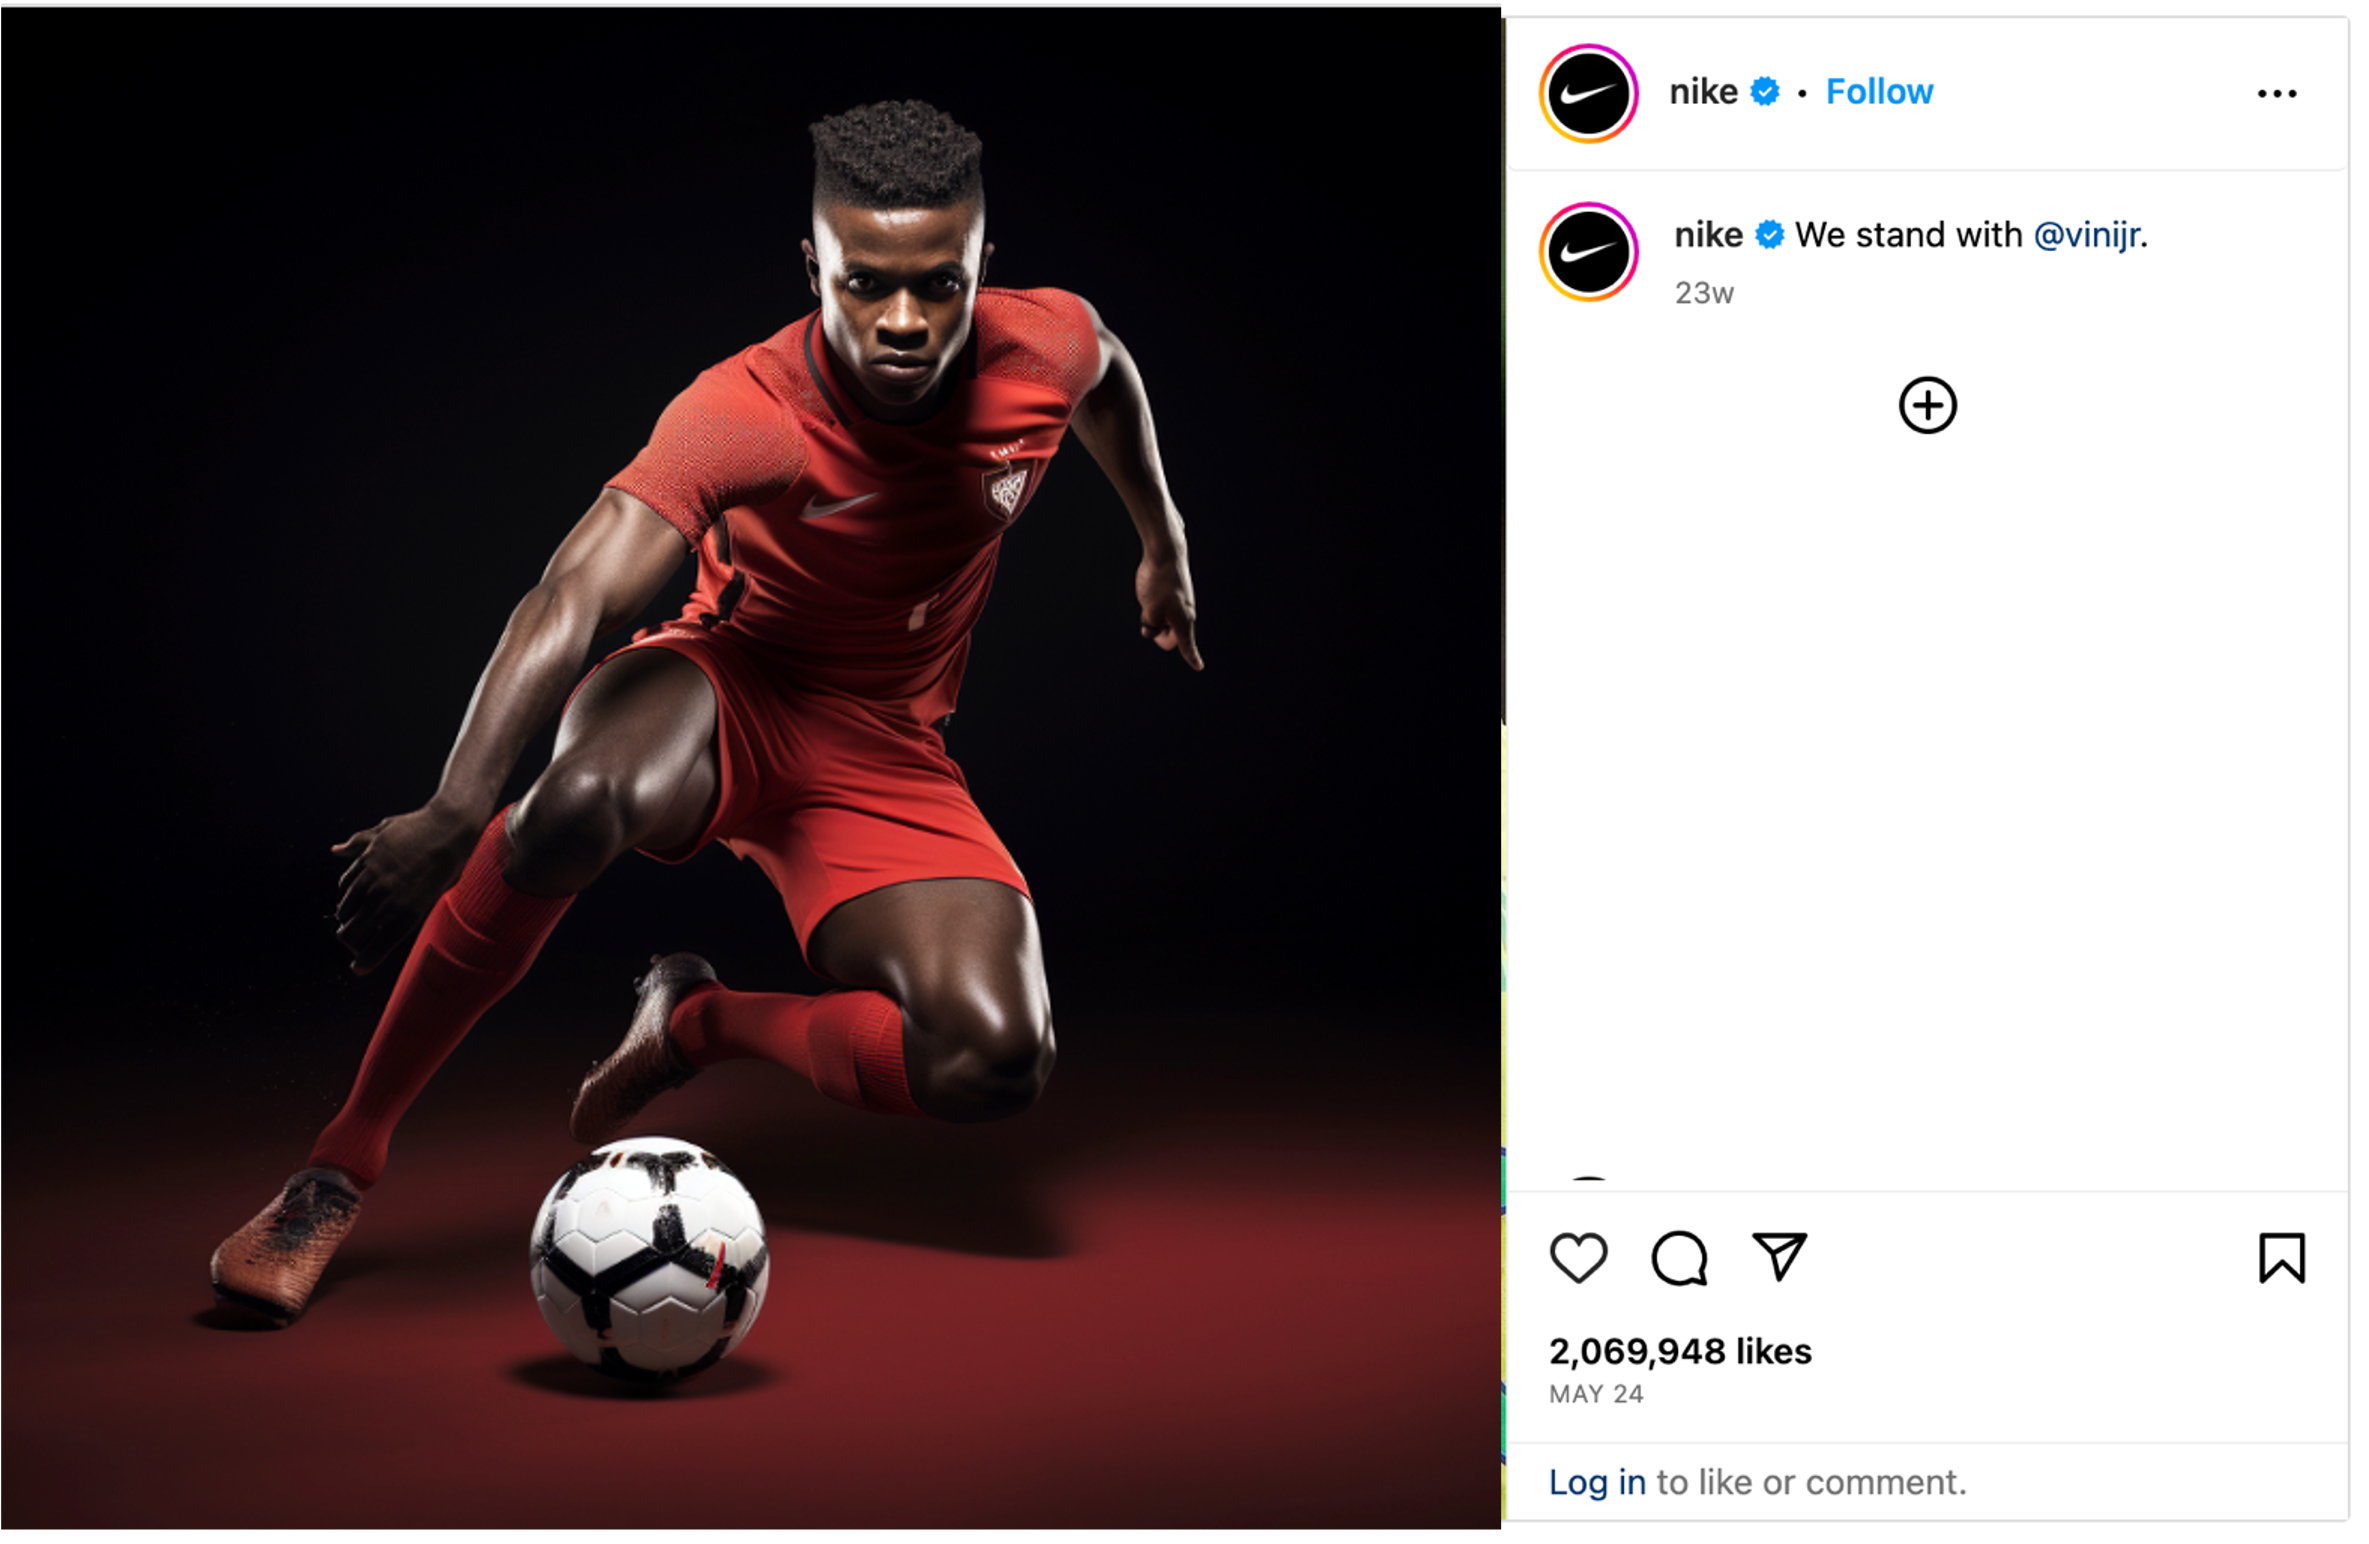 nike • Follow
nike We stand with @vinijr.
23w
2,069,948 likes
MAY 24
Log in to like or comment.